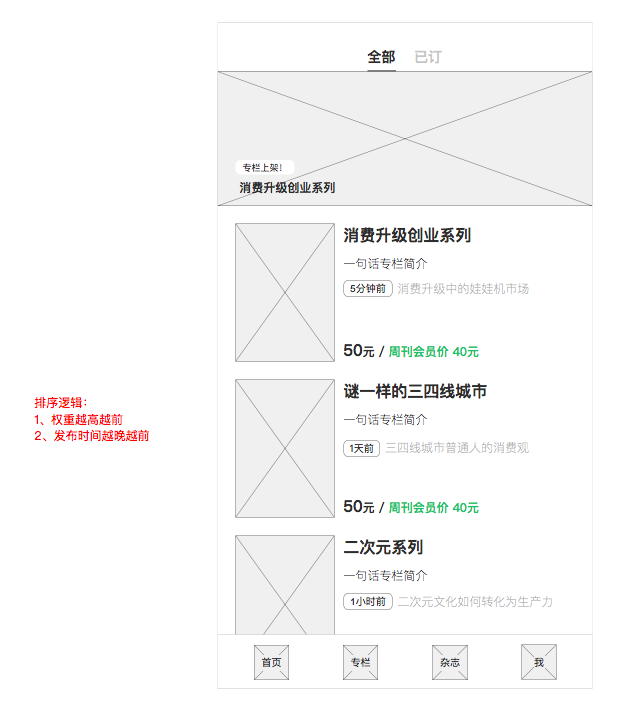 全部 已订
专栏上架!
消费升级创业系列
消费升级创业系列
一句话专栏简介
5分钟前 消费升级中的娃娃机市场
50元 / 周刊会员价 40元
排序逻辑:
1、权重越高越前
2、发布时间越晚越前
谜一样的三四线城市
一句话专栏简介
1天前 三四线城市普通人的消费观
50元 / 周刊会员价 40元
二次元系列
一句话专栏简介
1小时前 二次元文化如何转化为生产力
首页 专栏 杂志 我